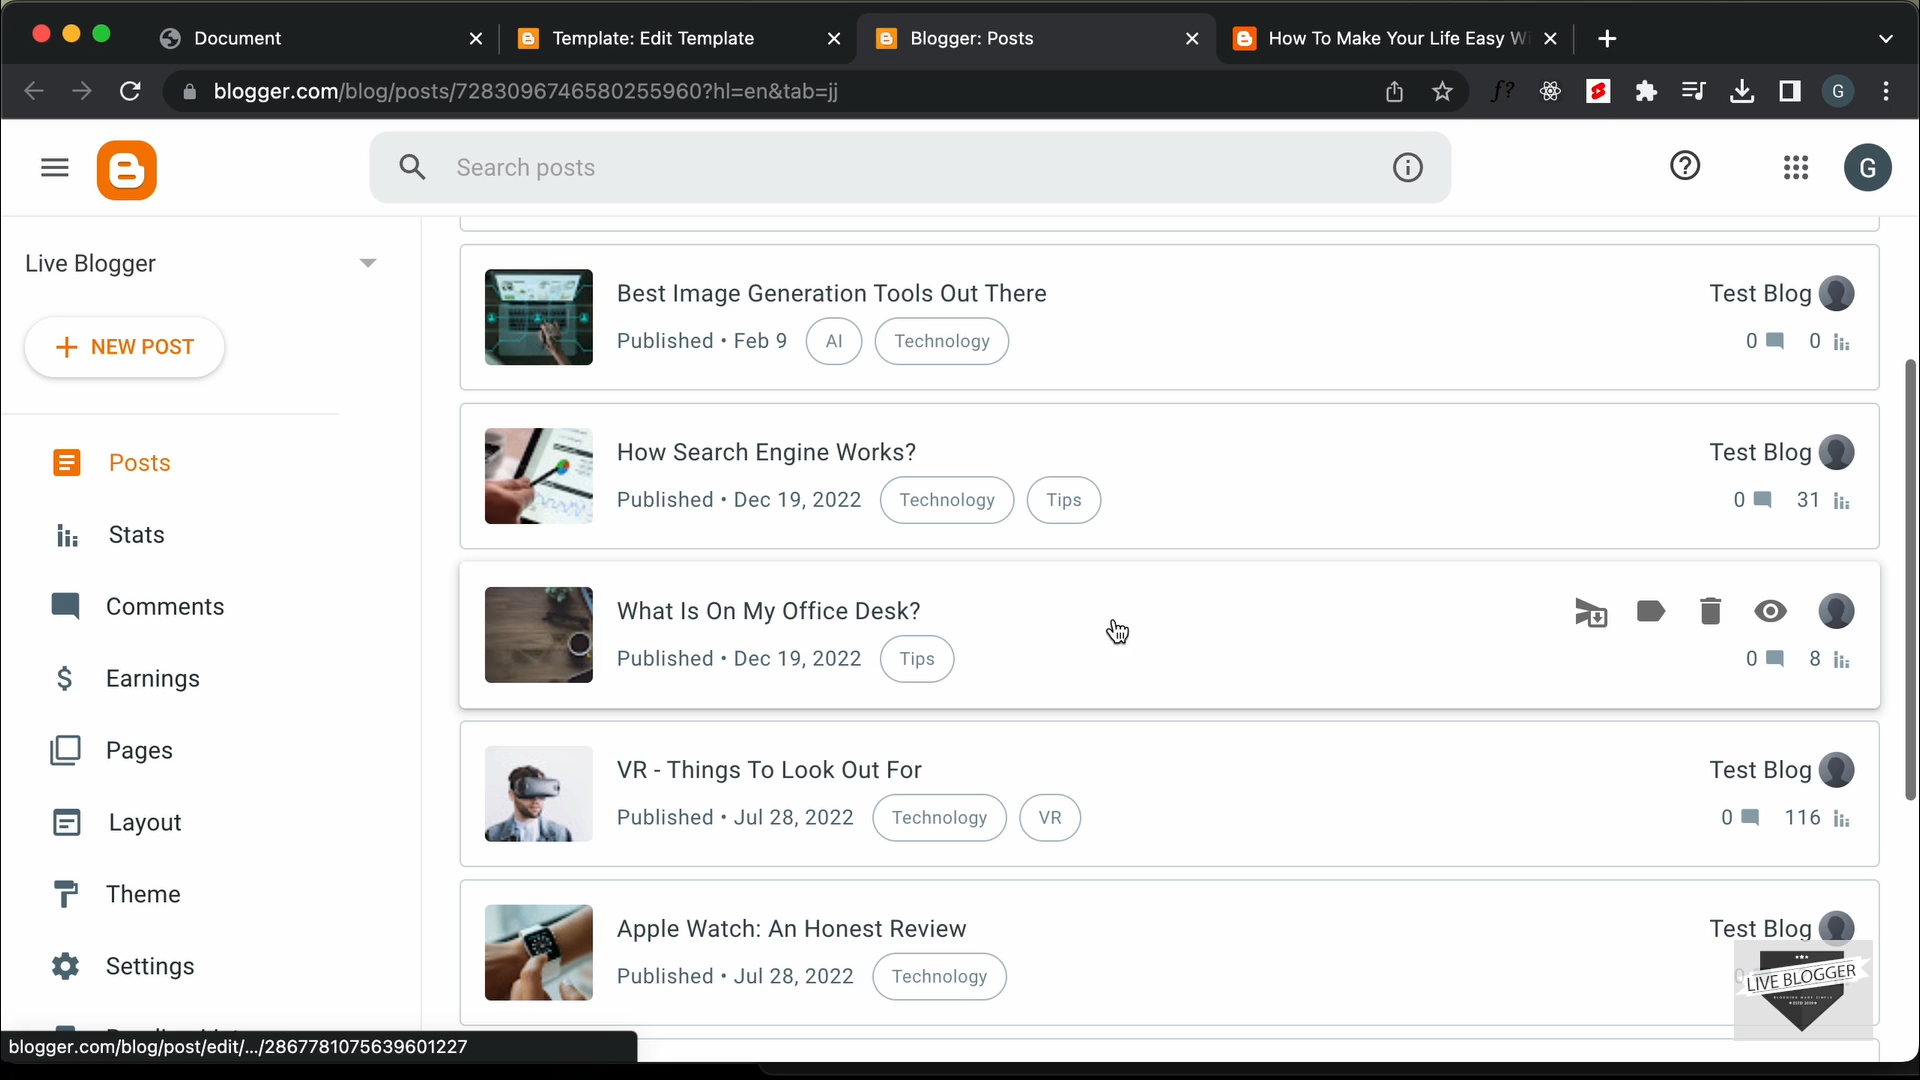 Document
Template: Edit Template
Blogger: Posts
How To Make Your Life Easy Wi
blogger.com/blog/posts/7283096746580255960?hl=en&tab=jj
f?
G
Search posts
G
Live Blogger
NEW POST
Posts
Stats
Comments
Earnings
Pages
Layout
Theme
Settings
Best Image Generation Tools Out There
Test Blog
Published • Feb 9
AI
Technology
0
0
How Search Engine Works?
Test Blog
Published • Dec 19, 2022
Technology
Tips
0
31
What Is On My Office Desk?
Published • Dec 19, 2022
Tips
0
8
VR - Things To Look Out For
Test Blog
Published • Jul 28, 2022
Technology
VR
0
116
Apple Watch: An Honest Review
Test Blog
Published • Jul 28, 2022
Technology
LIVE BLOGGER
blogger.com/blog/post/edit/.../2867781075639601227